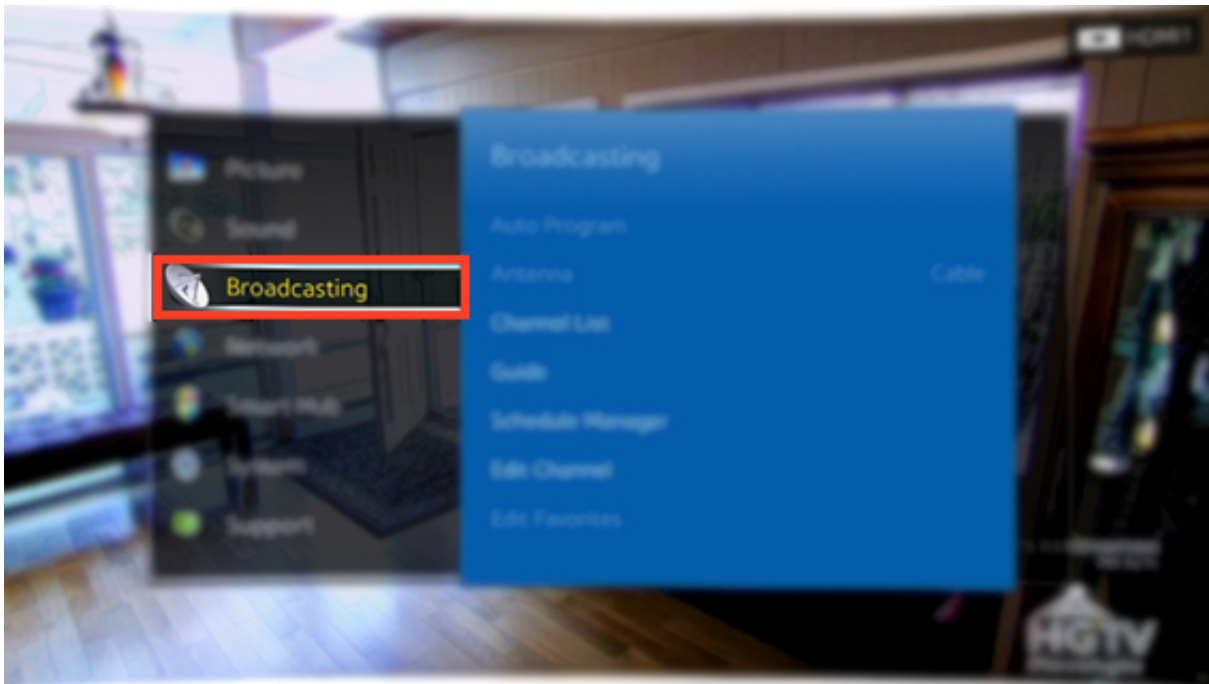 HDMI1
Picture
Broadcasting
Sound
Auto Program
Broadcasting
Antenna
Cable
Channel List
Network
Guide
Smart Hub
Schedule Manager
System
Edit Channel
Support
Edit Favorites
HGTV